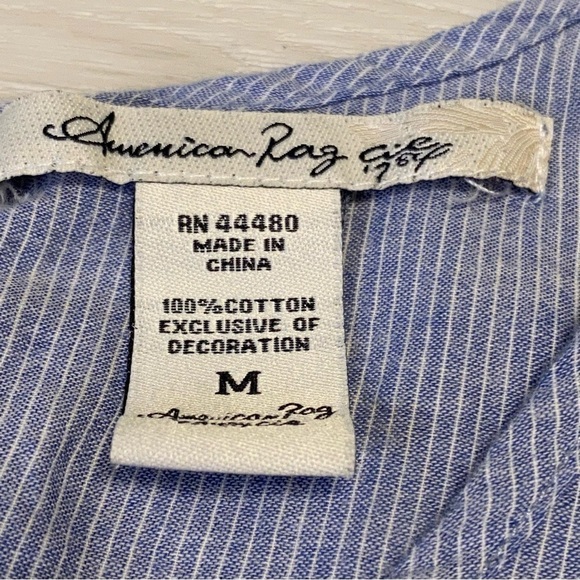 American Rag Cie
RN 44480
MADE IN
CHINA
100%COTTON
EXCLUSIVE OF
DECORATION
M
American Rag